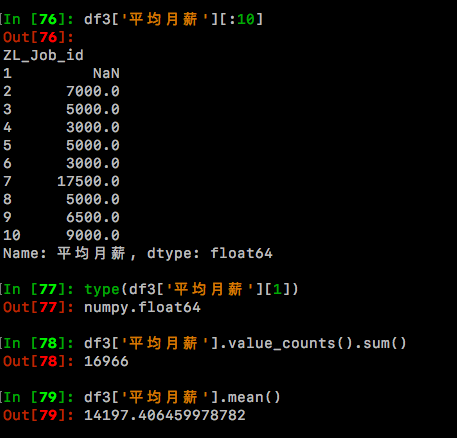 In [76]: df3['平均月薪'][:10]
Out[76]:
ZL_Job_id
1         NaN
2      7000.0
3      5000.0
4      3000.0
5      5000.0
6      3000.0
7     17500.0
8      5000.0
9      6500.0
10     9000.0
Name: 平均月薪, dtype: float64
In [77]: type(df3['平均月薪'][1])
Out[77]: numpy.float64
In [78]: df3['平均月薪'].value_counts().sum()
Out[78]: 16966
In [79]: df3['平均月薪'].mean()
Out[79]: 14197.406459978782